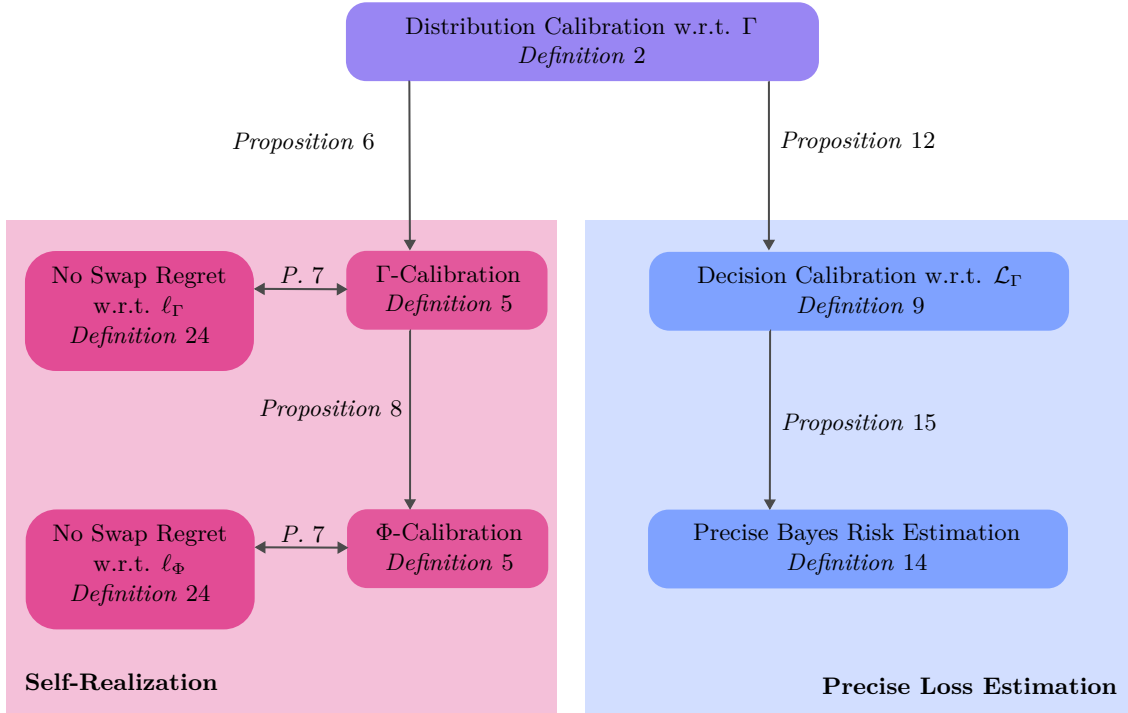 Distribution Calibration w.r.t. Γ
Definition 2
Proposition 6
Proposition 12
No Swap Regret
w.r.t. ℓ_Γ
Definition 24
P. 7
Γ-Calibration
Definition 5
Decision Calibration w.r.t. ℒ_Γ
Definition 9
Proposition 8
Proposition 15
No Swap Regret
w.r.t. ℓ_Φ
Definition 24
P. 7
Φ-Calibration
Definition 5
Precise Bayes Risk Estimation
Definition 14
Self-Realization
Precise Loss Estimation